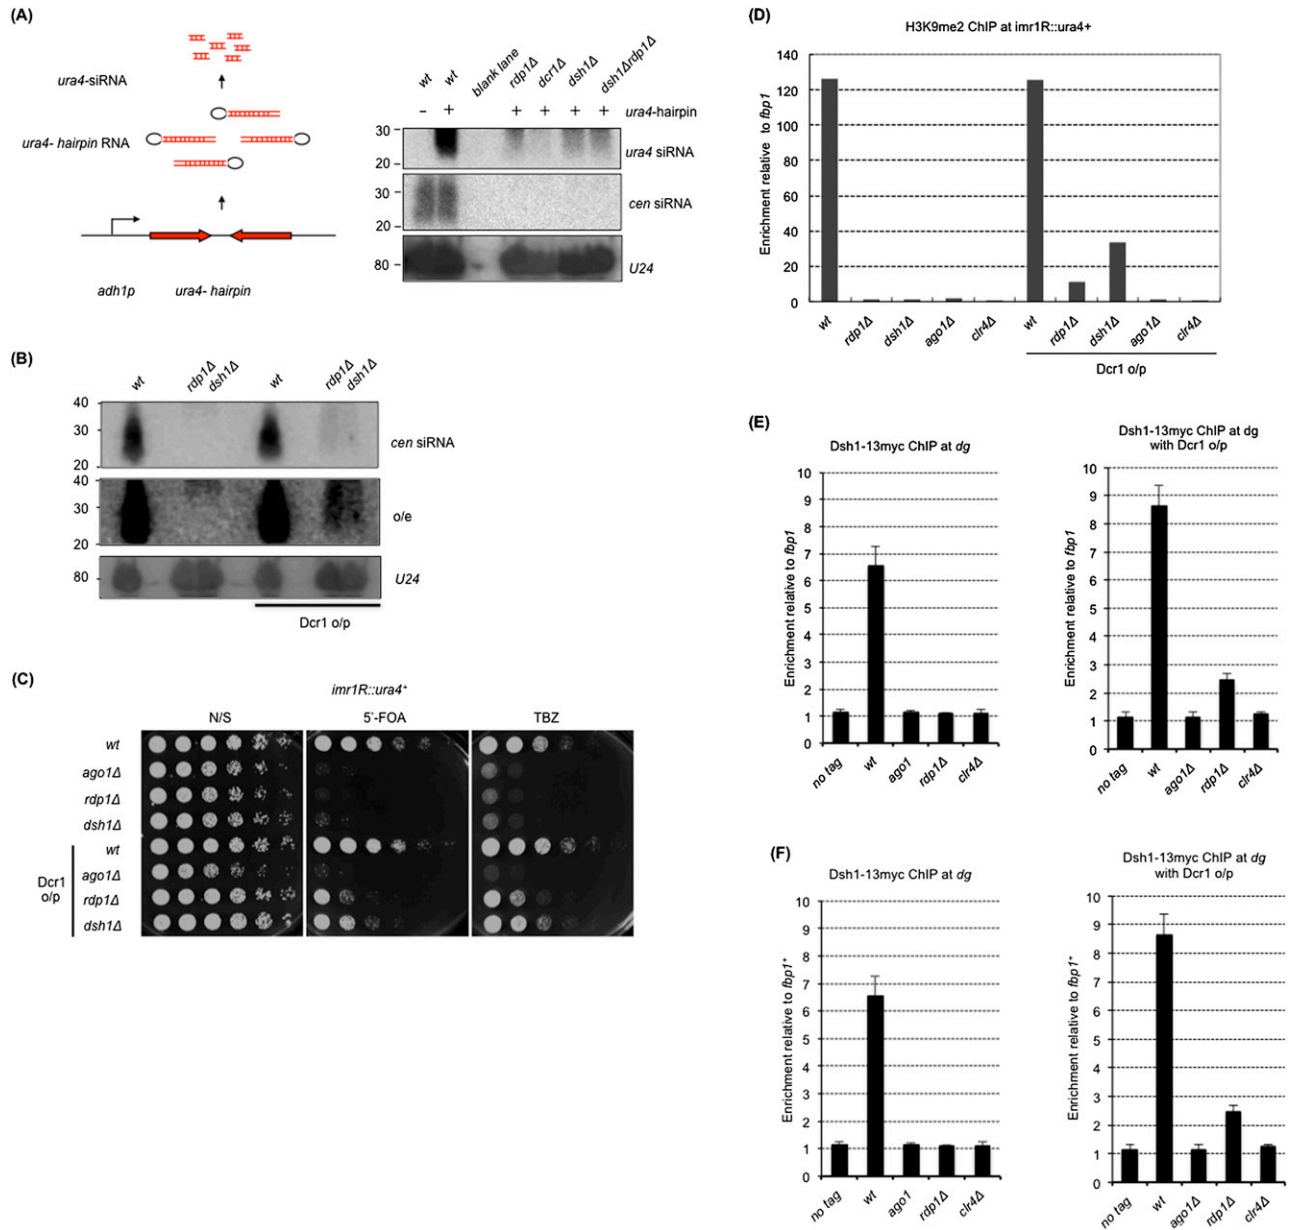 (A)
ura4-siRNA
ura4- hairpin RNA
adh1p
ura4- hairpin
wt
wt
blank lane
rdp1Δ
dcr1Δ
dsh1Δ
dsh1Δrdp1Δ
–
+
+
+
+
+
ura4-hairpin
30
20
ura4 siRNA
30
20
cen siRNA
80
U24
(B)
wt
rdp1Δ
dsh1Δ
wt
rdp1Δ
dsh1Δ
40
30
20
cen siRNA
40
30
20
o/e
80
U24
Dcr1 o/p
(C)
imr1R::ura4⁺
N/S
5'-FOA
TBZ
wt
ago1Δ
rdp1Δ
dsh1Δ
wt
ago1Δ
rdp1Δ
dsh1Δ
Dcr1
o/p
(D)
H3K9me2 ChIP at imr1R::ura4+
Enrichment relative to fbp1
140
120
100
80
60
40
20
0
wt
rdp1Δ
dsh1Δ
ago1Δ
clr4Δ
wt
rdp1Δ
dsh1Δ
ago1Δ
clr4Δ
Dcr1 o/p
(E)
Dsh1-13myc ChIP at dg
Enrichment relative to fbp1
10
9
8
7
6
5
4
3
2
1
0
no tag
wt
ago1
rdp1Δ
clr4Δ
Dsh1-13myc ChIP at dg
with Dcr1 o/p
Enrichment relative to fbp1
10
9
8
7
6
5
4
3
2
1
0
no tag
wt
ago1Δ
rdp1Δ
clr4Δ
(F)
Dsh1-13myc ChIP at dg
Enrichment relative to fbp1⁺
10
9
8
7
6
5
4
3
2
1
0
no tag
wt
ago1
rdp1Δ
clr4Δ
Dsh1-13myc ChIP at dg
with Dcr1 o/p
Enrichment relative to fbp1⁺
10
9
8
7
6
5
4
3
2
1
0
no tag
wt
ago1Δ
rdp1Δ
clr4Δ